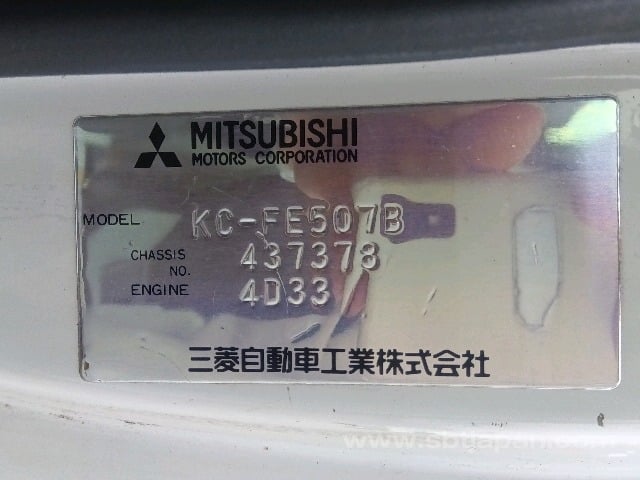 MITSUBISHI
MOTORS CORPORATION
MODEL KC-FE507B
CHASSIS NO. 437378
ENGINE 4D33
三菱自動車工業株式会社